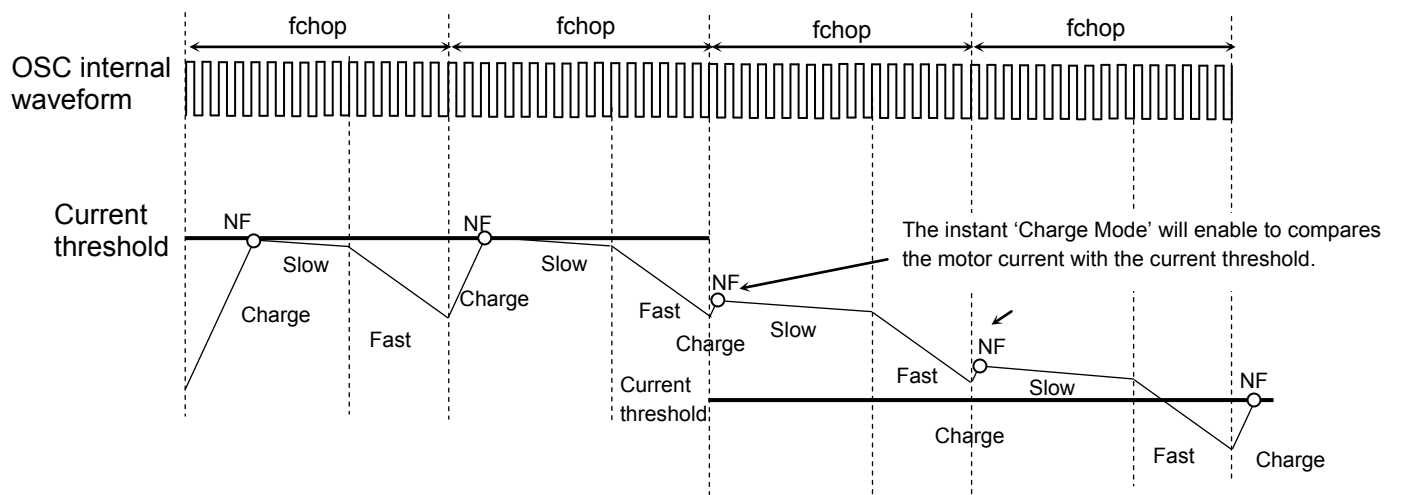 fchop
fchop
fchop
fchop
OSC internal
waveform
Current
threshold
NF
NF
The instant ‘Charge Mode’ will enable to compares
the motor current with the current threshold.
Slow
Slow
NF
Charge
Charge
Fast
Fast
Slow
Charge
NF
Fast
Current
threshold
Slow
NF
Charge
Fast
Charge